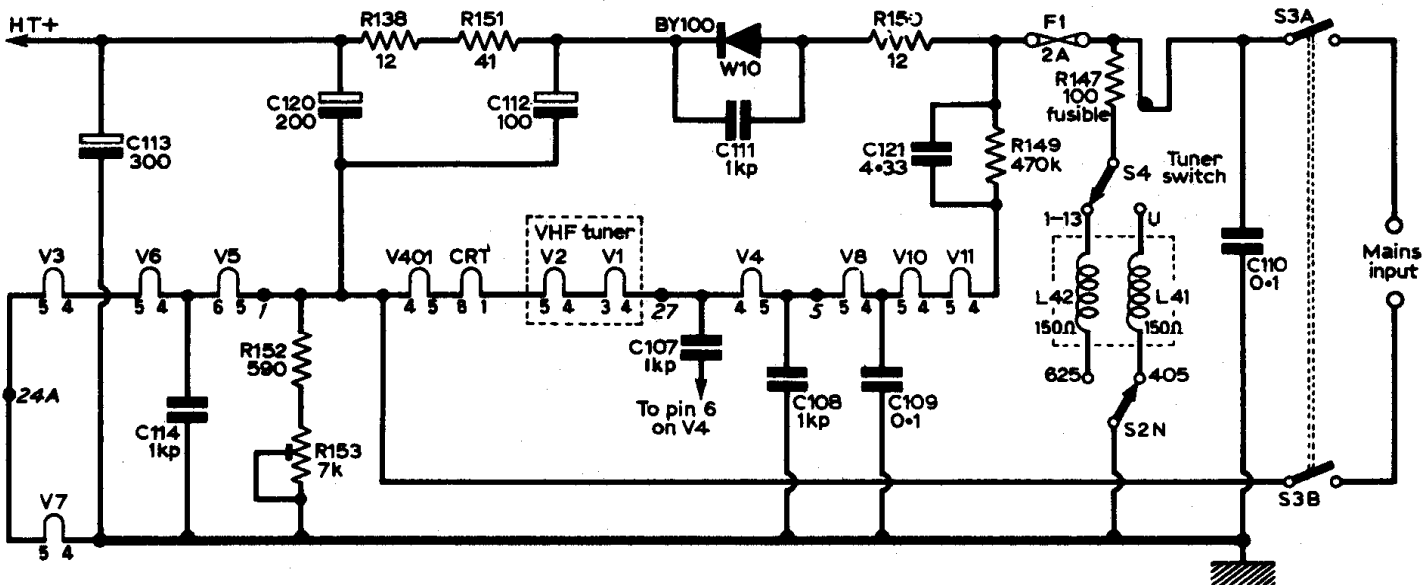 HT+
R138
12
R151
41
BY100
W10
R150
12
F1
2A
S3A
C120
200
C112
100
C111
1kp
C113
300
C121
4·33
R149
470k
R147
100
fusible
S4
Tuner
switch
1-13
U
C110
0·1
Mains
input
V3
5 4
V6
5 4
V5
6 5
1
V401
4 5
CRT
8 1
VHF tuner
V2
5 4
V1
3 4
27
V4
4 5
5
V8
5 4
V10
5 4
V11
5 4
L42
150Ω
L41
150Ω
625
405
S2N
S3B
24A
C114
1kp
R152
590
R153
7k
C107
1kp
To pin 6
on V4
C108
1kp
C109
0·1
V7
5 4